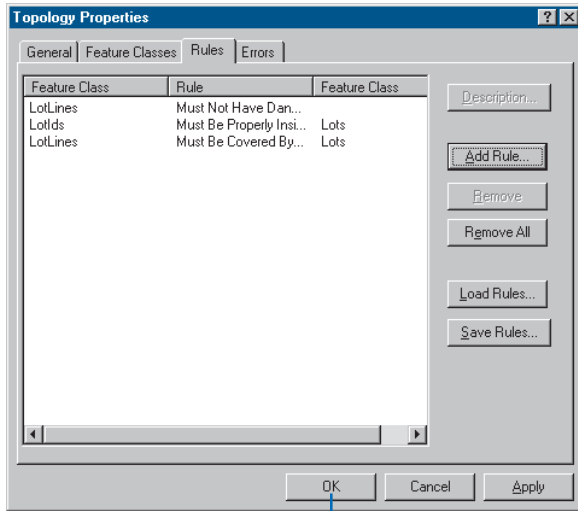 Topology Properties ? X
General Feature Classes Rules Errors
Feature Class Rule Feature Class
LotLines Must Not Have Dan...
LotIds Must Be Properly Insi... Lots
LotLines Must Be Covered By... Lots
Description...
Add Rule...
Remove
Remove All
Load Rules...
Save Rules...
OK Cancel Apply